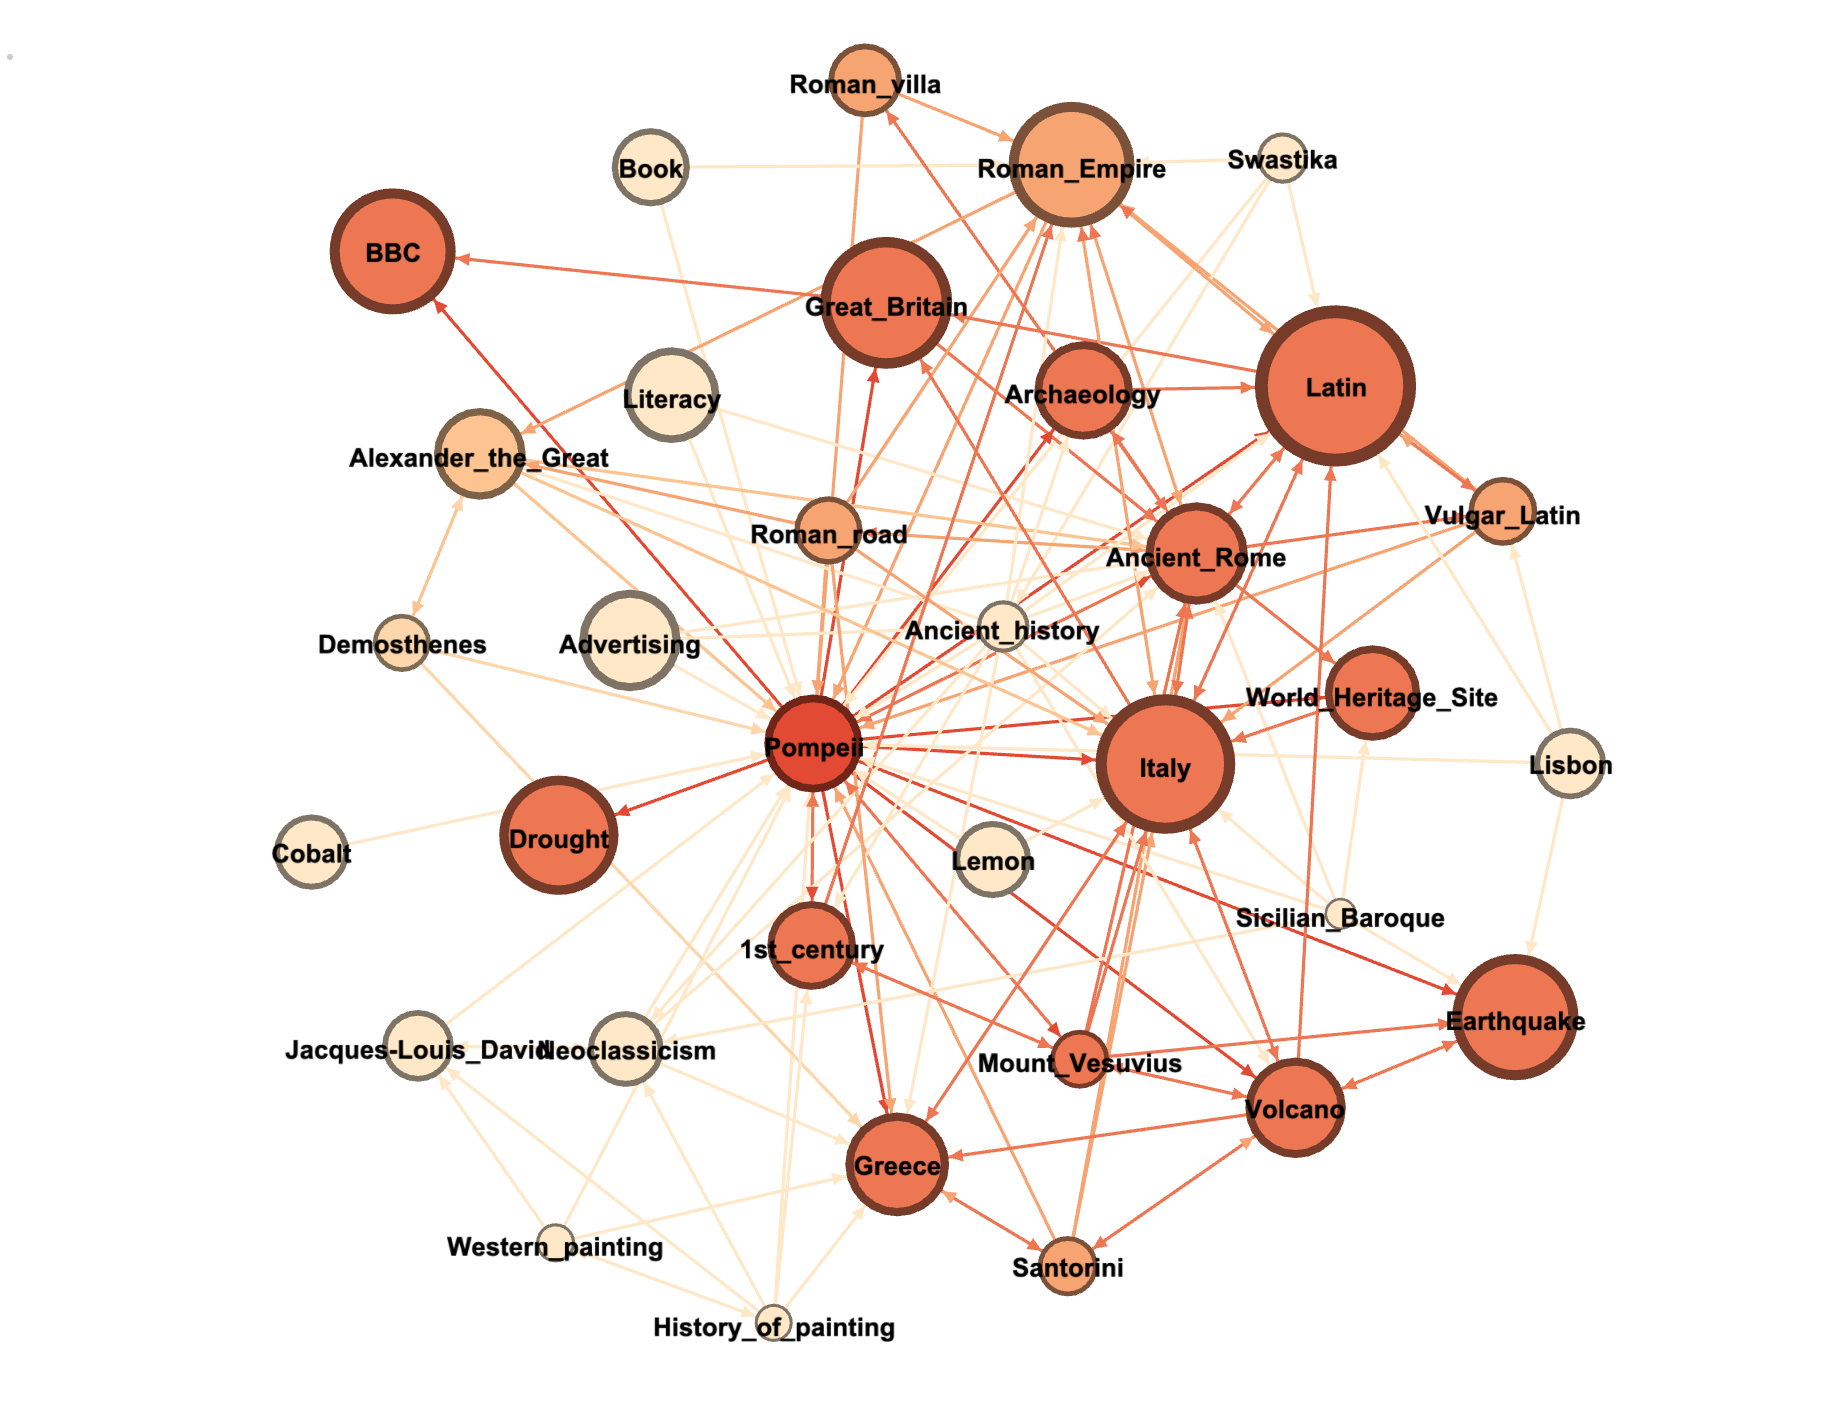 Roman_villa
Book
Roman_Empire
Swastika
BBC
Great_Britain
Literacy
Archaeology
Latin
Alexander_the_Great
Roman_road
Vulgar_Latin
Ancient_Rome
Demosthenes
Advertising
Ancient_history
World_Heritage_Site
Pompeii
Italy
Lisbon
Drought
Cobalt
Lemon
Sicilian_Baroque
1st_century
Earthquake
Jacques-Louis_David
Neoclassicism
Mount_Vesuvius
Volcano
Greece
Western_painting
Santorini
History_of_painting